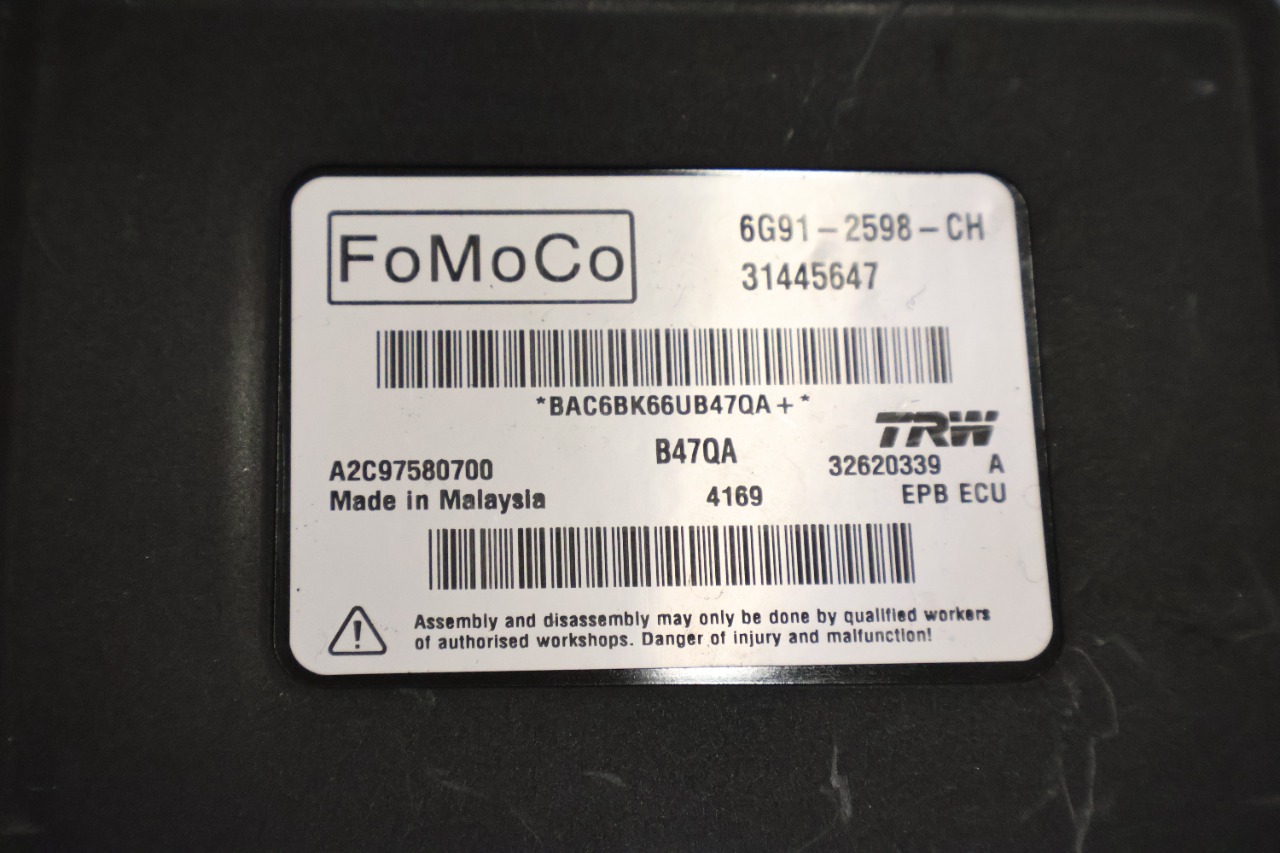 FoMoCo
6G91-2598-CH
31445647
*BAC6BK66UB47QA+*
TRW
B47QA
A2C97580700
32620339 A
Made in Malaysia
4169
EPB ECU
Assembly and disassembly may only be done by qualified workers
of authorised workshops. Danger of injury and malfunction!